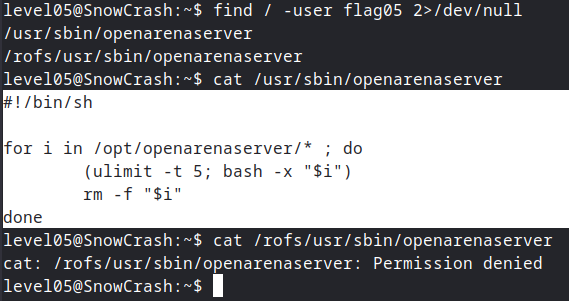 level05@SnowCrash:~$ find / -user flag05 2>/dev/null
/usr/sbin/openarenaserver
/rofs/usr/sbin/openarenaserver
level05@SnowCrash:~$ cat /usr/sbin/openarenaserver
#!/bin/sh

for i in /opt/openarenaserver/* ; do
        (ulimit -t 5; bash -x "$i")
        rm -f "$i"
done
level05@SnowCrash:~$ cat /rofs/usr/sbin/openarenaserver
cat: /rofs/usr/sbin/openarenaserver: Permission denied
level05@SnowCrash:~$